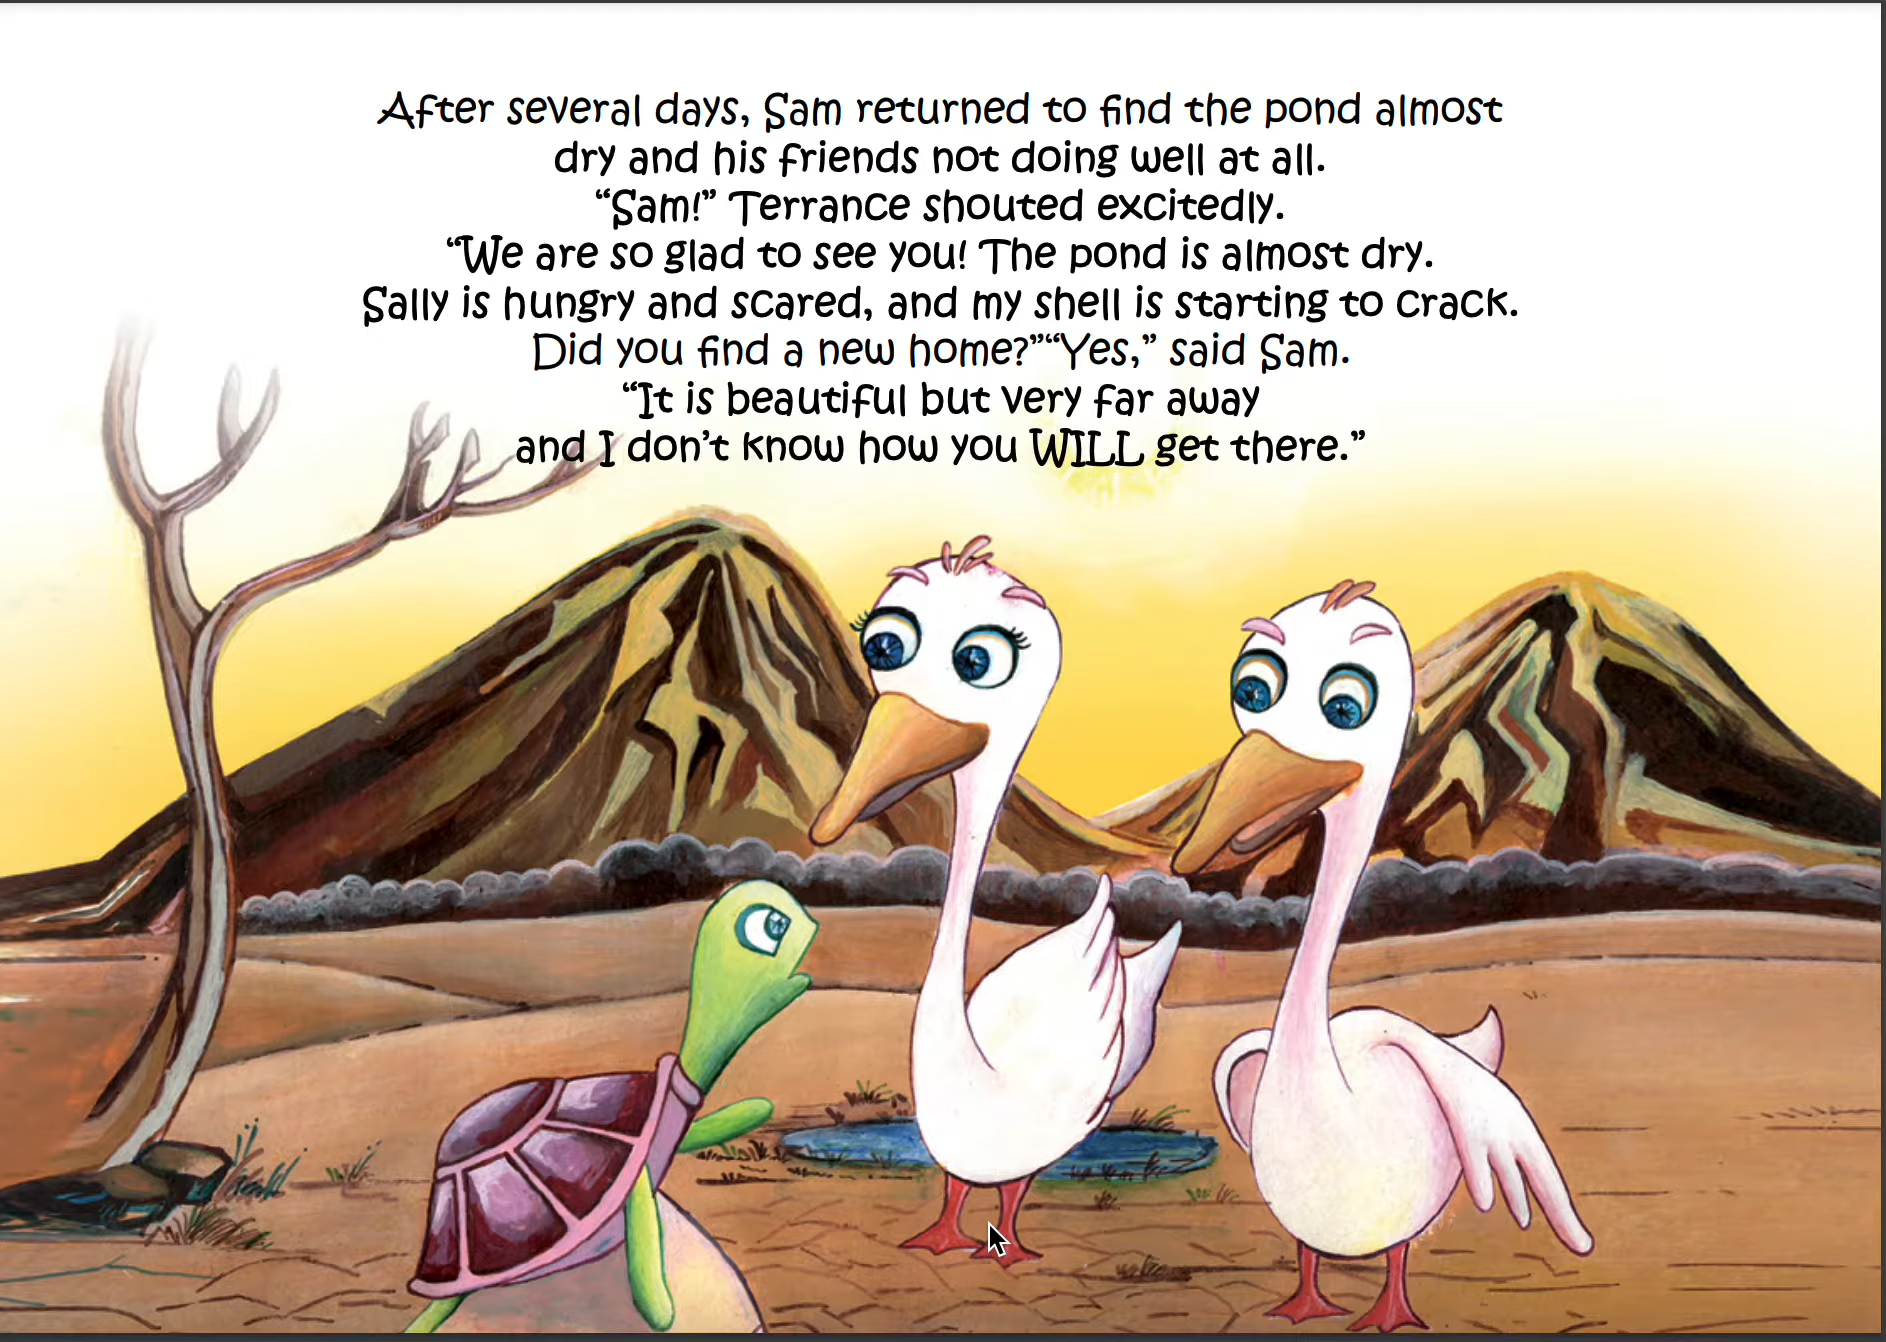 After several days, Sam returned to find the pond almost
dry and his friends not doing well at all.
“Sam!” Terrance shouted excitedly.
“We are so glad to see you! The pond is almost dry.
Sally is hungry and scared, and my shell is starting to crack.
Did you find a new home?”“Yes,” said Sam.
“It is beautiful but very far away
and I don’t know how you WILL get there.”